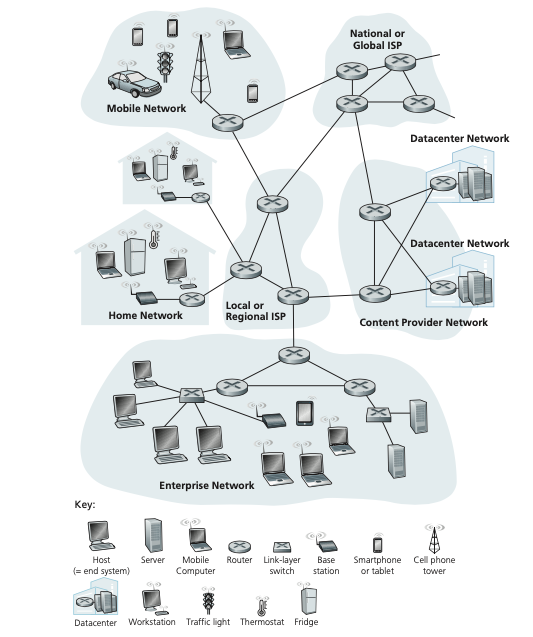 National or
Global ISP
Mobile Network
Datacenter Network
Datacenter Network
Home Network
Local or
Regional ISP
Content Provider Network
Enterprise Network
Key:
Host
(= end system)
Server
Mobile
Computer
Router
Link-layer
switch
Base
station
Smartphone
or tablet
Cell phone
tower
Datacenter
Workstation
Traffic light
Thermostat
Fridge